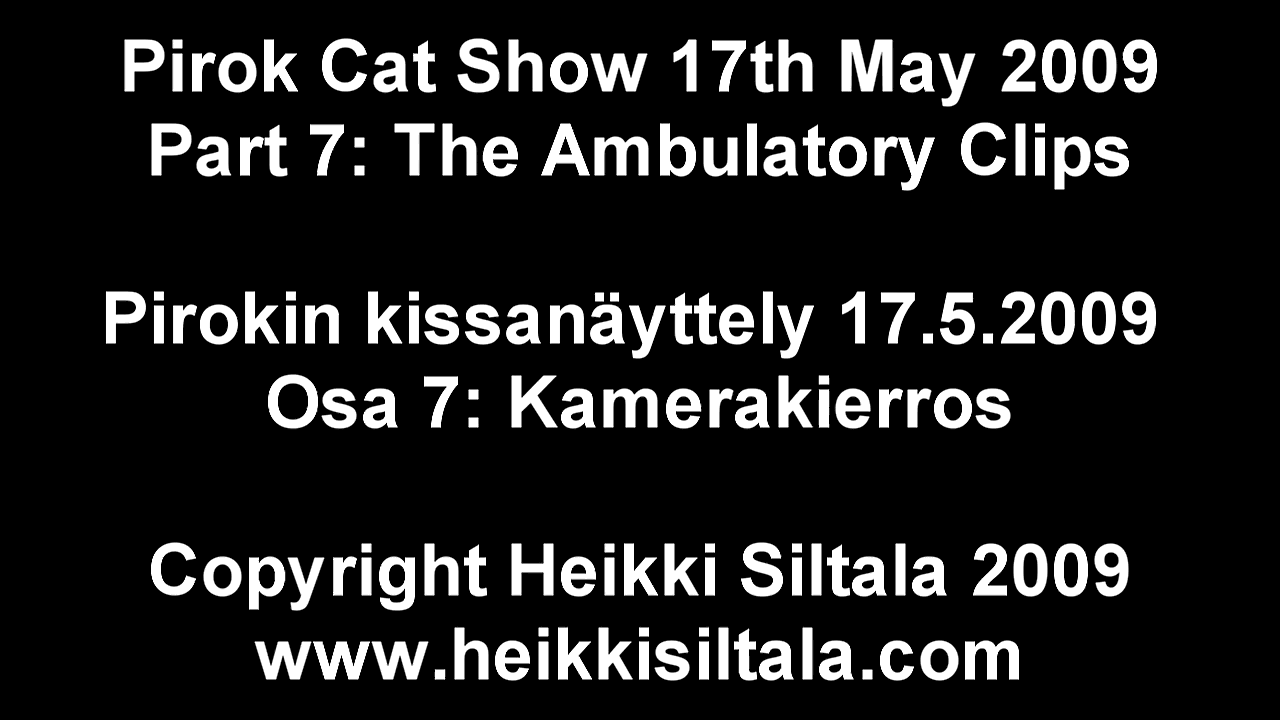 Pirok Cat Show 17th May 2009
Part 7: The Ambulatory Clips
Pirokin kissanäyttely 17.5.2009
Osa 7: Kamerakierros
Copyright Heikki Siltala 2009
www.heikkisiltala.com